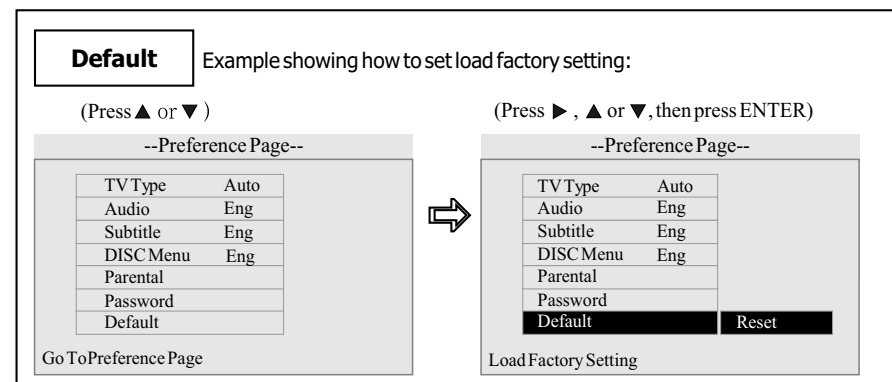 Default Example showing how to set load factory setting:
(Press ▲ or ▼ )
--Preference Page--
TV Type Auto
Audio Eng
Subtitle Eng
DISC Menu Eng
Parental
Password
Default
Go To Preference Page
(Press ▶ , ▲ or ▼, then press ENTER)
--Preference Page--
TV Type Auto
Audio Eng
Subtitle Eng
DISC Menu Eng
Parental
Password
Default Reset
Load Factory Setting